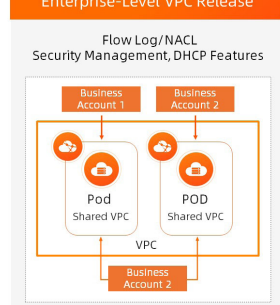 Enterprise-Level VPC Release
Flow Log/NACL
Security Management, DHCP Features
Business
Account 1
Business
Account 2
Pod
Shared VPC
POD
Shared VPC
VPC
Business
Account 2